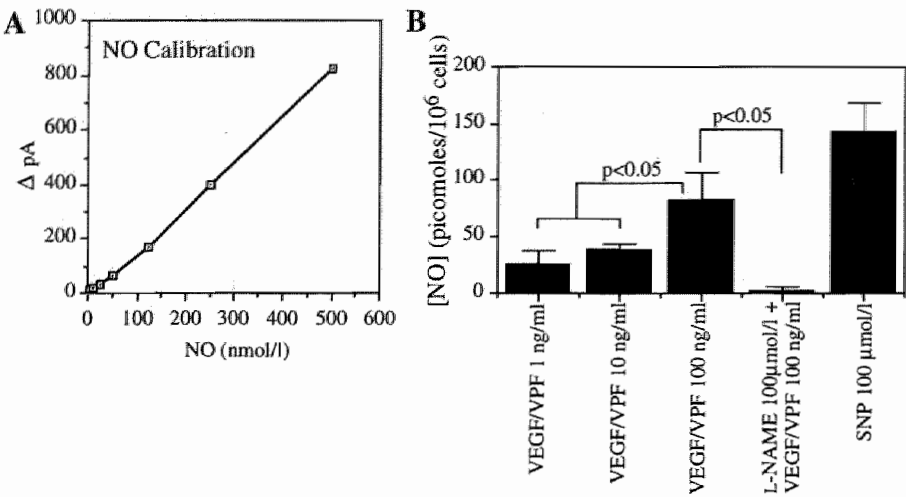 A
NO Calibration
1000
800
600
400
200
0
Δ pA
0 100 200 300 400 500 600
NO (nmol/l)
B
200
150
100
50
0
[NO] (picomoles/10⁶ cells)
p<0.05
p<0.05
VEGF/VPF 1 ng/ml
VEGF/VPF 10 ng/ml
VEGF/VPF 100 ng/ml
L-NAME 100μmol/l +
VEGF/VPF 100 ng/ml
SNP 100 μmol/l